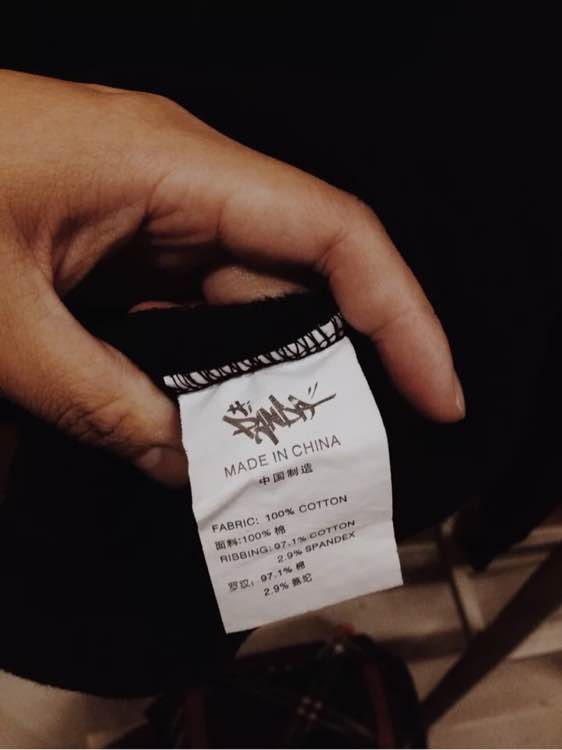 PANDA
MADE IN CHINA
中国制造
FABRIC: 100% COTTON
面料:100% 棉
RIBBING: 97.1% COTTON
2.9% SPANDEX
罗纹: 97.1% 棉
2.9% 氨纶